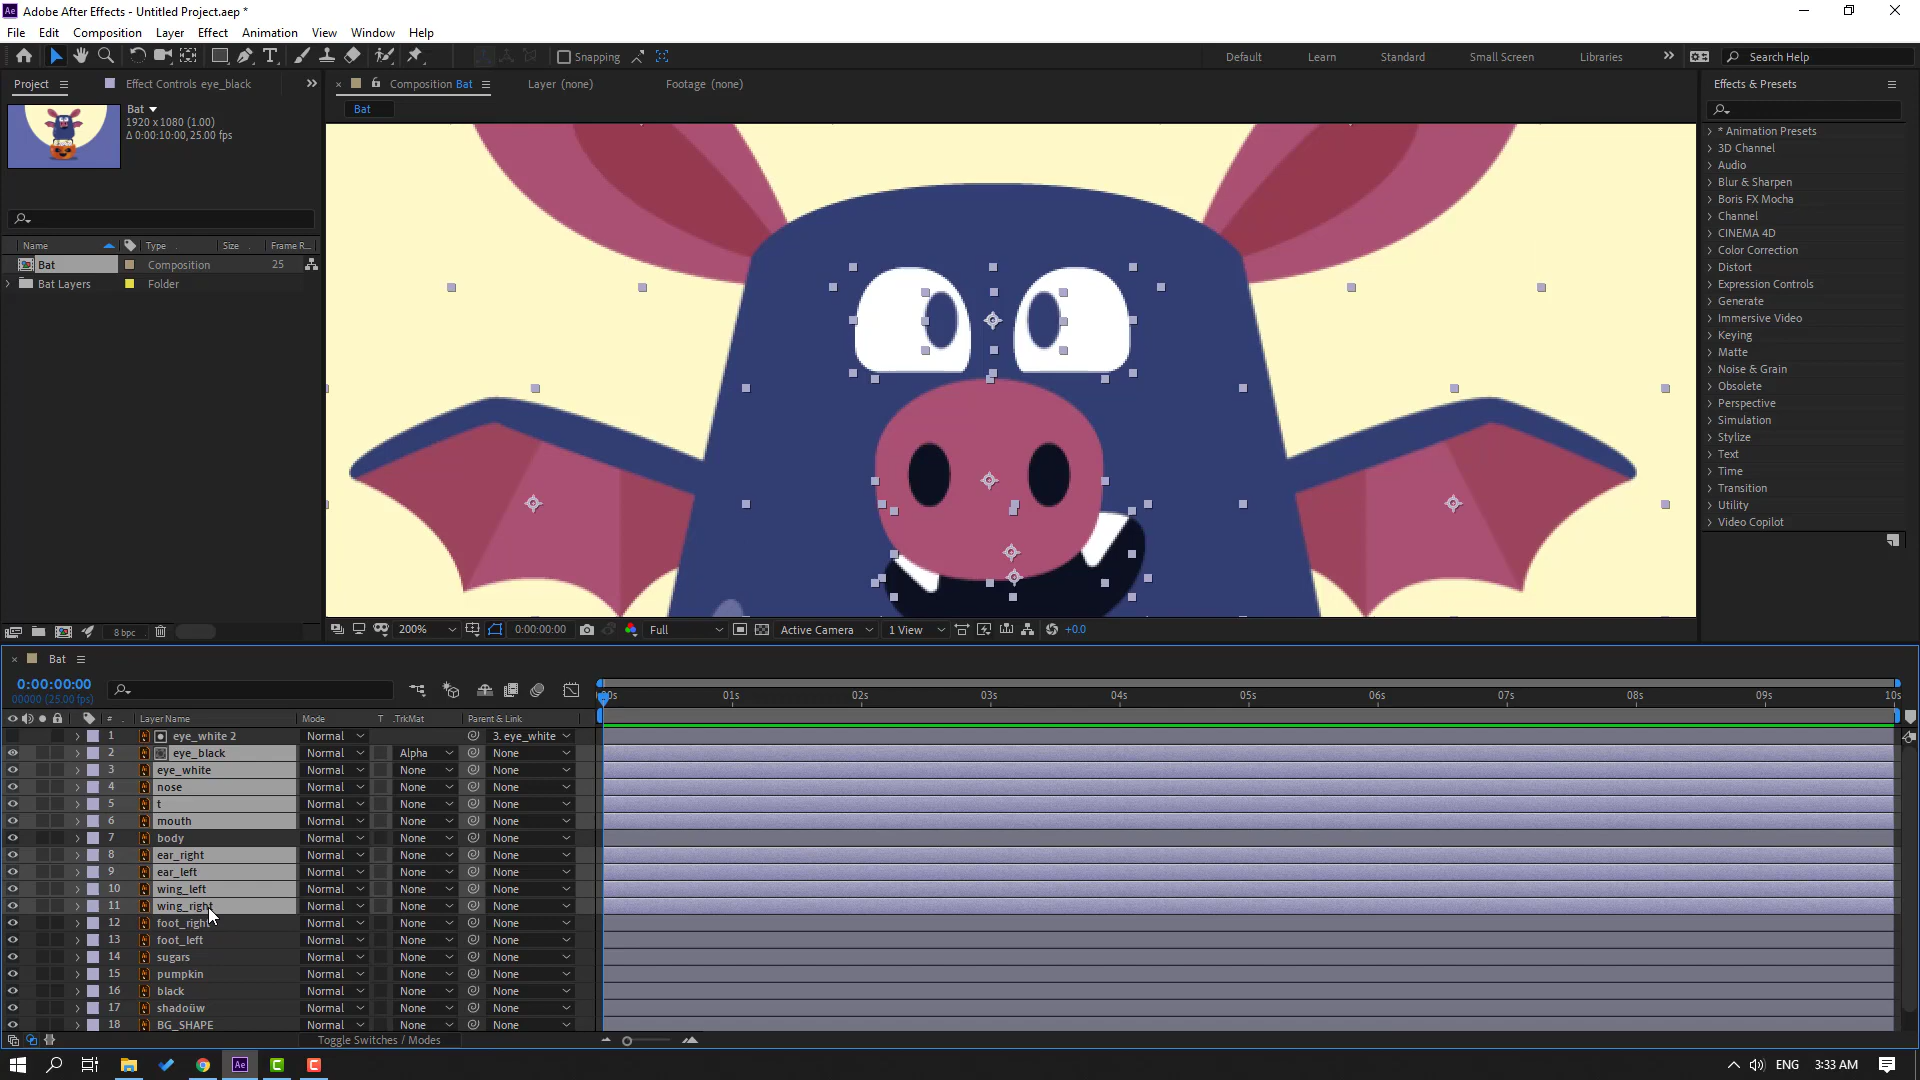 Adobe After Effects - Untitled Project.aep *
File Edit Composition Layer Effect Animation View Window Help
Snapping Default Learn Standard Small Screen Libraries Search Help
Project Effect Controls eye_black
Bat
1920 x 1080 (1.00)
Δ 0:00:10:00, 25.00 fps
Name Type Size Frame R...
Bat Composition 25
Bat Layers Folder
8 bpc
Composition Bat Layer (none) Footage (none)
Bat
200% 0:00:00:00 Full Active Camera 1 View +0.0
Effects & Presets
* Animation Presets
3D Channel
Audio
Blur & Sharpen
Boris FX Mocha
Channel
CINEMA 4D
Color Correction
Distort
Expression Controls
Generate
Immersive Video
Keying
Matte
Noise & Grain
Obsolete
Perspective
Simulation
Stylize
Text
Time
Transition
Utility
Video Copilot
Bat
0:00:00:00
00000 (25.00 fps)
00s 01s 02s 03s 04s 05s 06s 07s 08s 09s 10s
# Layer Name Mode T .TrkMat Parent & Link
1 eye_white 2 Normal 3. eye_white
2 eye_black Normal Alpha None
3 eye_white Normal None None
4 nose Normal None None
5 t Normal None None
6 mouth Normal None None
7 body Normal None None
8 ear_right Normal None None
9 ear_left Normal None None
10 wing_left Normal None None
11 wing_right Normal None None
12 foot_right Normal None None
13 foot_left Normal None None
14 sugars Normal None None
15 pumpkin Normal None None
16 black Normal None None
17 shadoüw Normal None None
18 BG_SHAPE Normal None None
Toggle Switches / Modes
ENG 3:33 AM